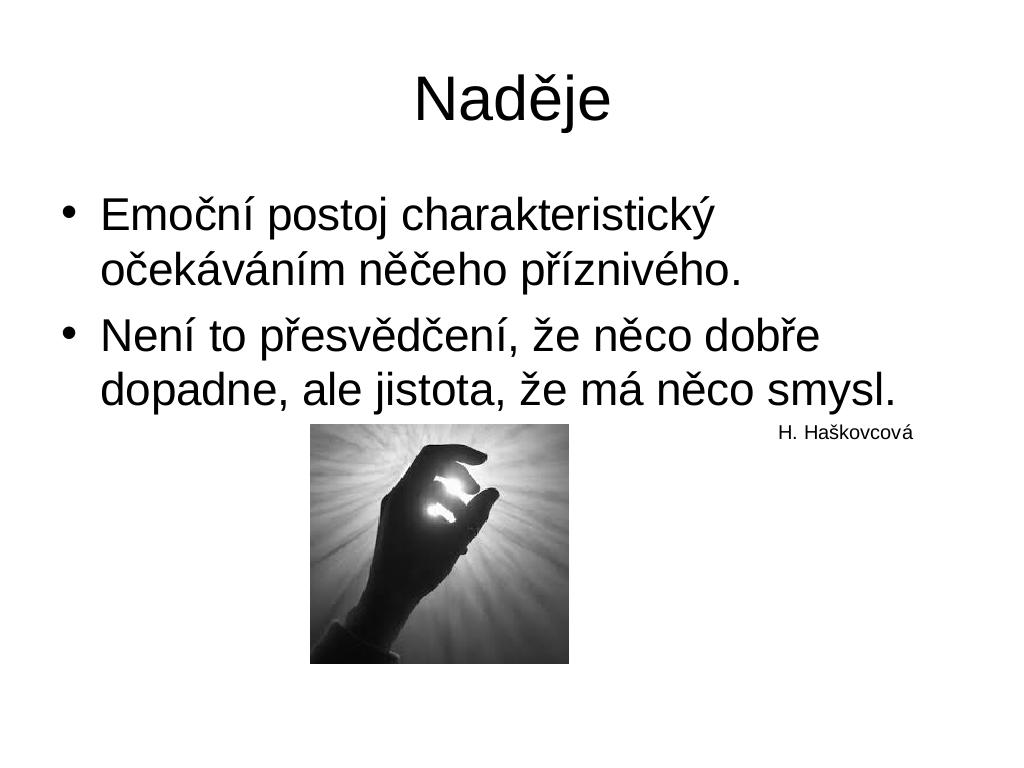 Naděje
• Emoční postoj charakteristický
očekáváním něčeho příznivého.
• Není to přesvědčení, že něco dobře
dopadne, ale jistota, že má něco smysl.
H. Haškovcová